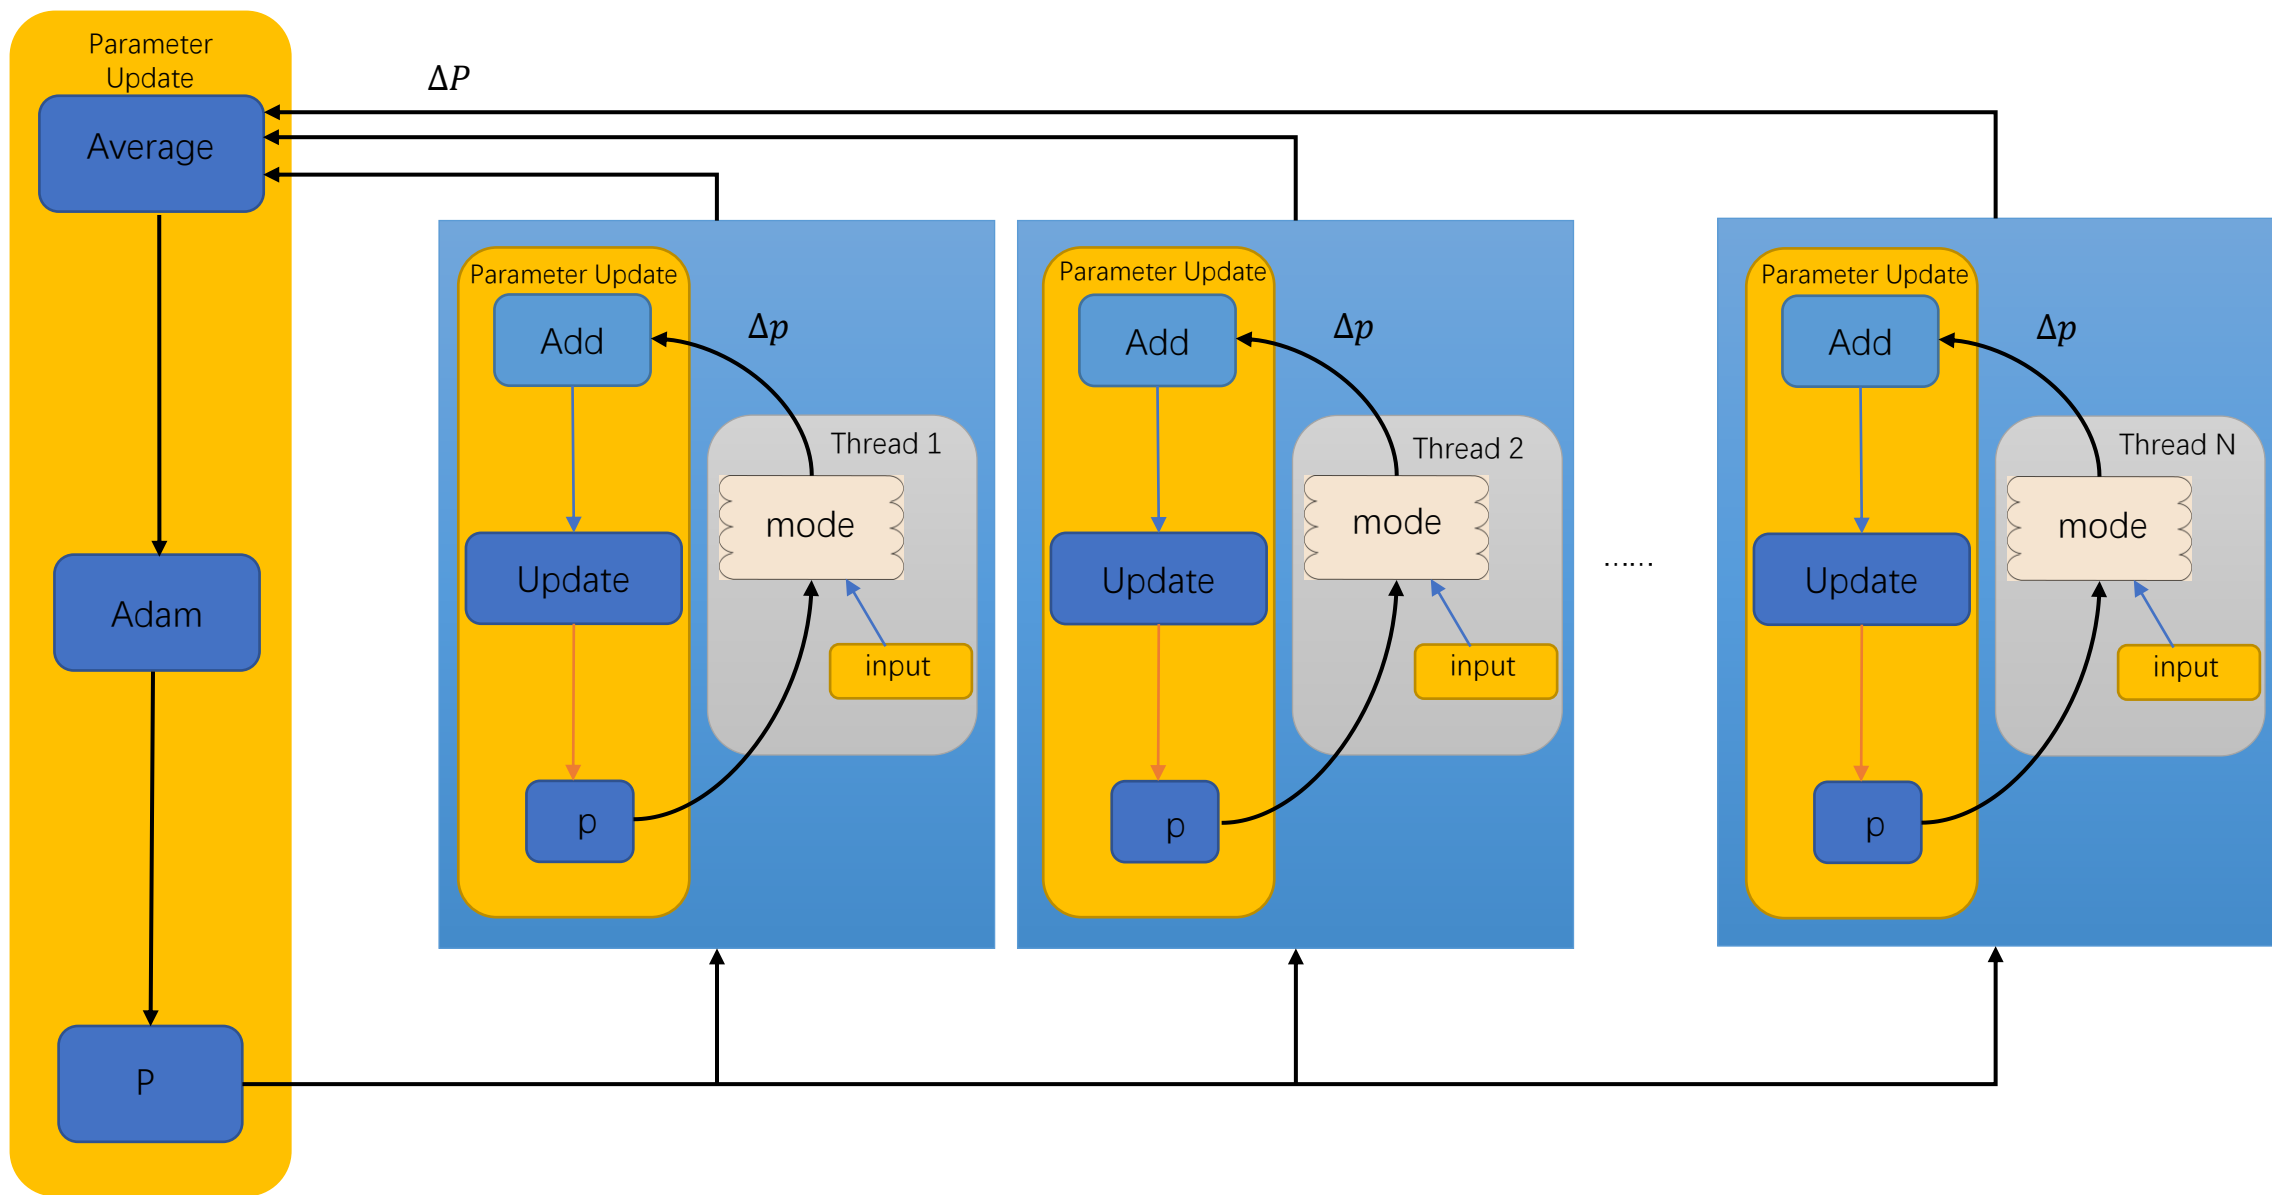 Parameter
Update
Average
Adam
P
ΔP
Parameter Update
Add
Δp
Thread 1
mode
Update
input
p
Parameter Update
Add
Δp
Thread 2
mode
Update
input
p
......
Parameter Update
Add
Δp
Thread N
mode
Update
input
p